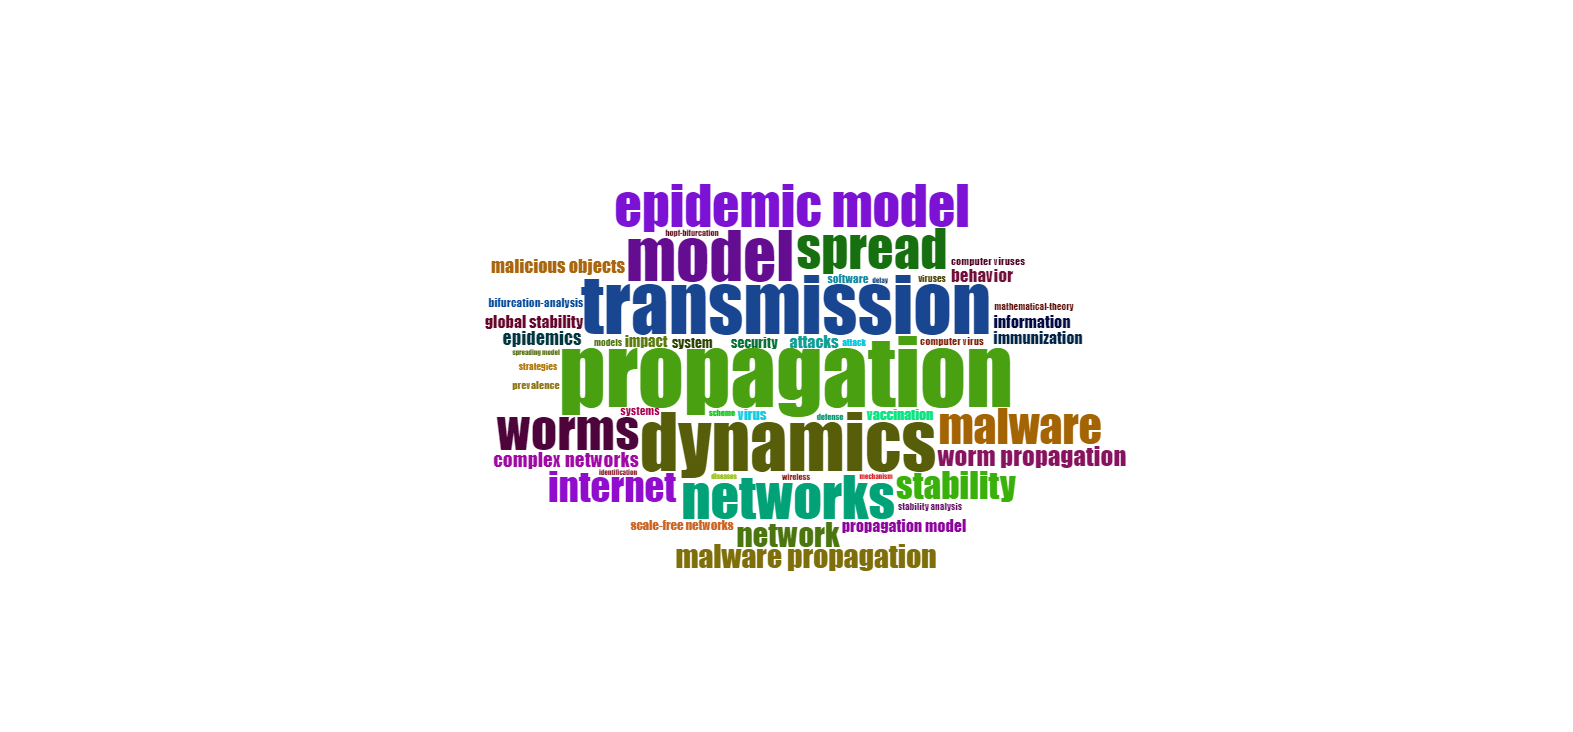 epidemic model
hopf-bifurcation
model
spread
malicious objects
computer viruses
behavior
software
delay
viruses
bifurcation-analysis
transmission
mathematical-theory
global stability
information
epidemics
immunization
models
impact
system
security
attacks
attack
computer virus
spreading model
propagation
strategies
prevalence
systems
scheme
virus
defense
vaccination
worms
dynamics
malware
complex networks
worm propagation
identification
diseases
wireless
mechanism
internet
networks
stability
stability analysis
scale-free networks
network
propagation model
malware propagation